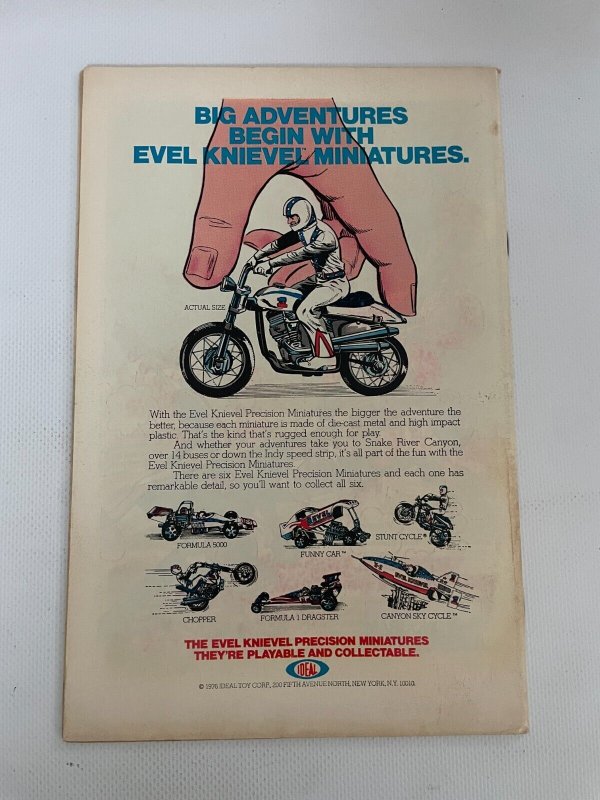 BIG ADVENTURES
BEGIN WITH
EVEL KNIEVEL™ MINIATURES.
ACTUAL SIZE
With the Evel Knievel Precision Miniatures the bigger the adventure the
better, because each miniature is made of die-cast metal and high impact
plastic. That's the kind that's rugged enough for play.
And whether your adventures take you to Snake River Canyon,
over 14 buses or down the Indy speed strip, it's all part of the fun with the
Evel Knievel Precision Miniatures.
There are six Evel Knievel Precision Miniatures and each one has
remarkable detail, so you'll want to collect all six.
FORMULA 5000
FUNNY CAR™
STUNT CYCLE®
CHOPPER
FORMULA 1 DRAGSTER
CANYON SKY CYCLE™
THE EVEL KNIEVEL PRECISION MINIATURES
THEY'RE PLAYABLE AND COLLECTABLE.
IDEAL
© 1976 IDEAL TOY CORP., 200 FIFTH AVENUE NORTH, NEW YORK, N.Y. 10010.